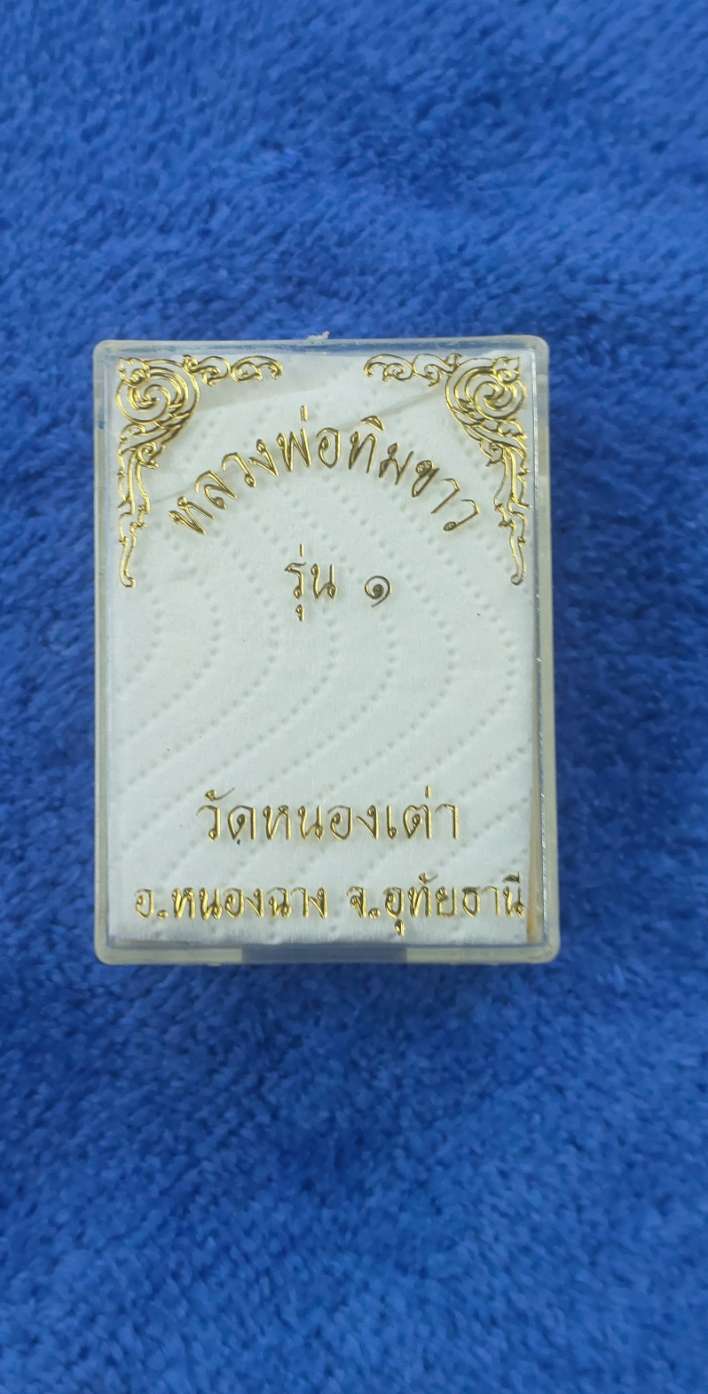 หลวงพ่อทิมขาว
รุ่น ๑
วัดหนองเต่า
อ.หนองฉาง จ.อุทัยธานี